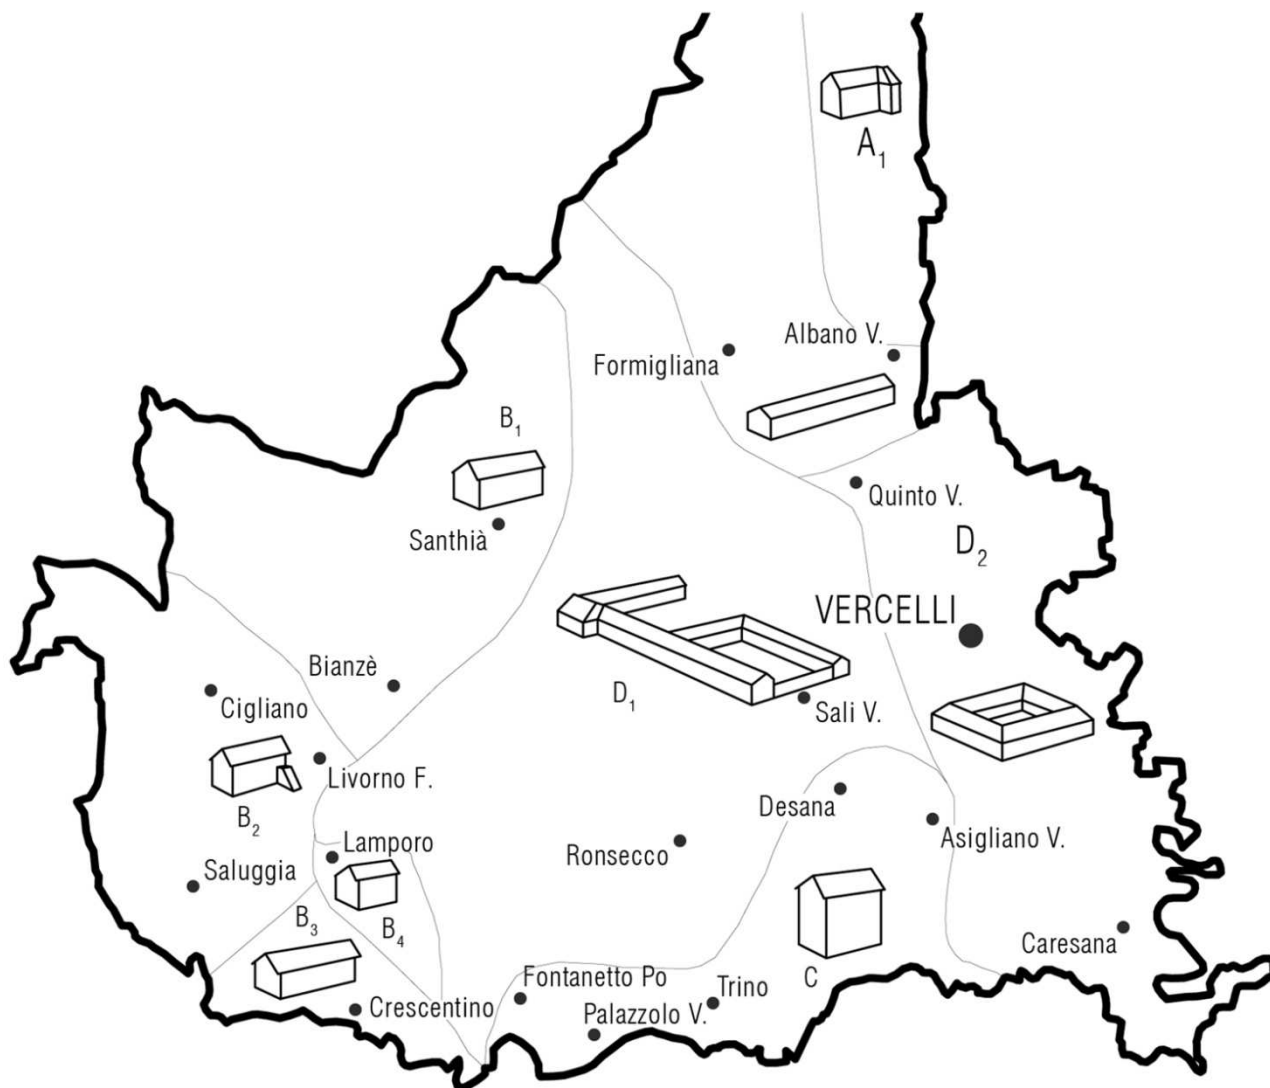 A1
Albano V.
Formigliana
B1
Quinto V.
Santhià
D2
VERCELLI
Bianzè
Cigliano
D1
Sali V.
Livorno F.
Desana
B2
Lamporo
Ronsecco
Asigliano V.
Saluggia
B3
B4
Caresana
C
Fontanetto Po
Trino
Crescentino
Palazzolo V.